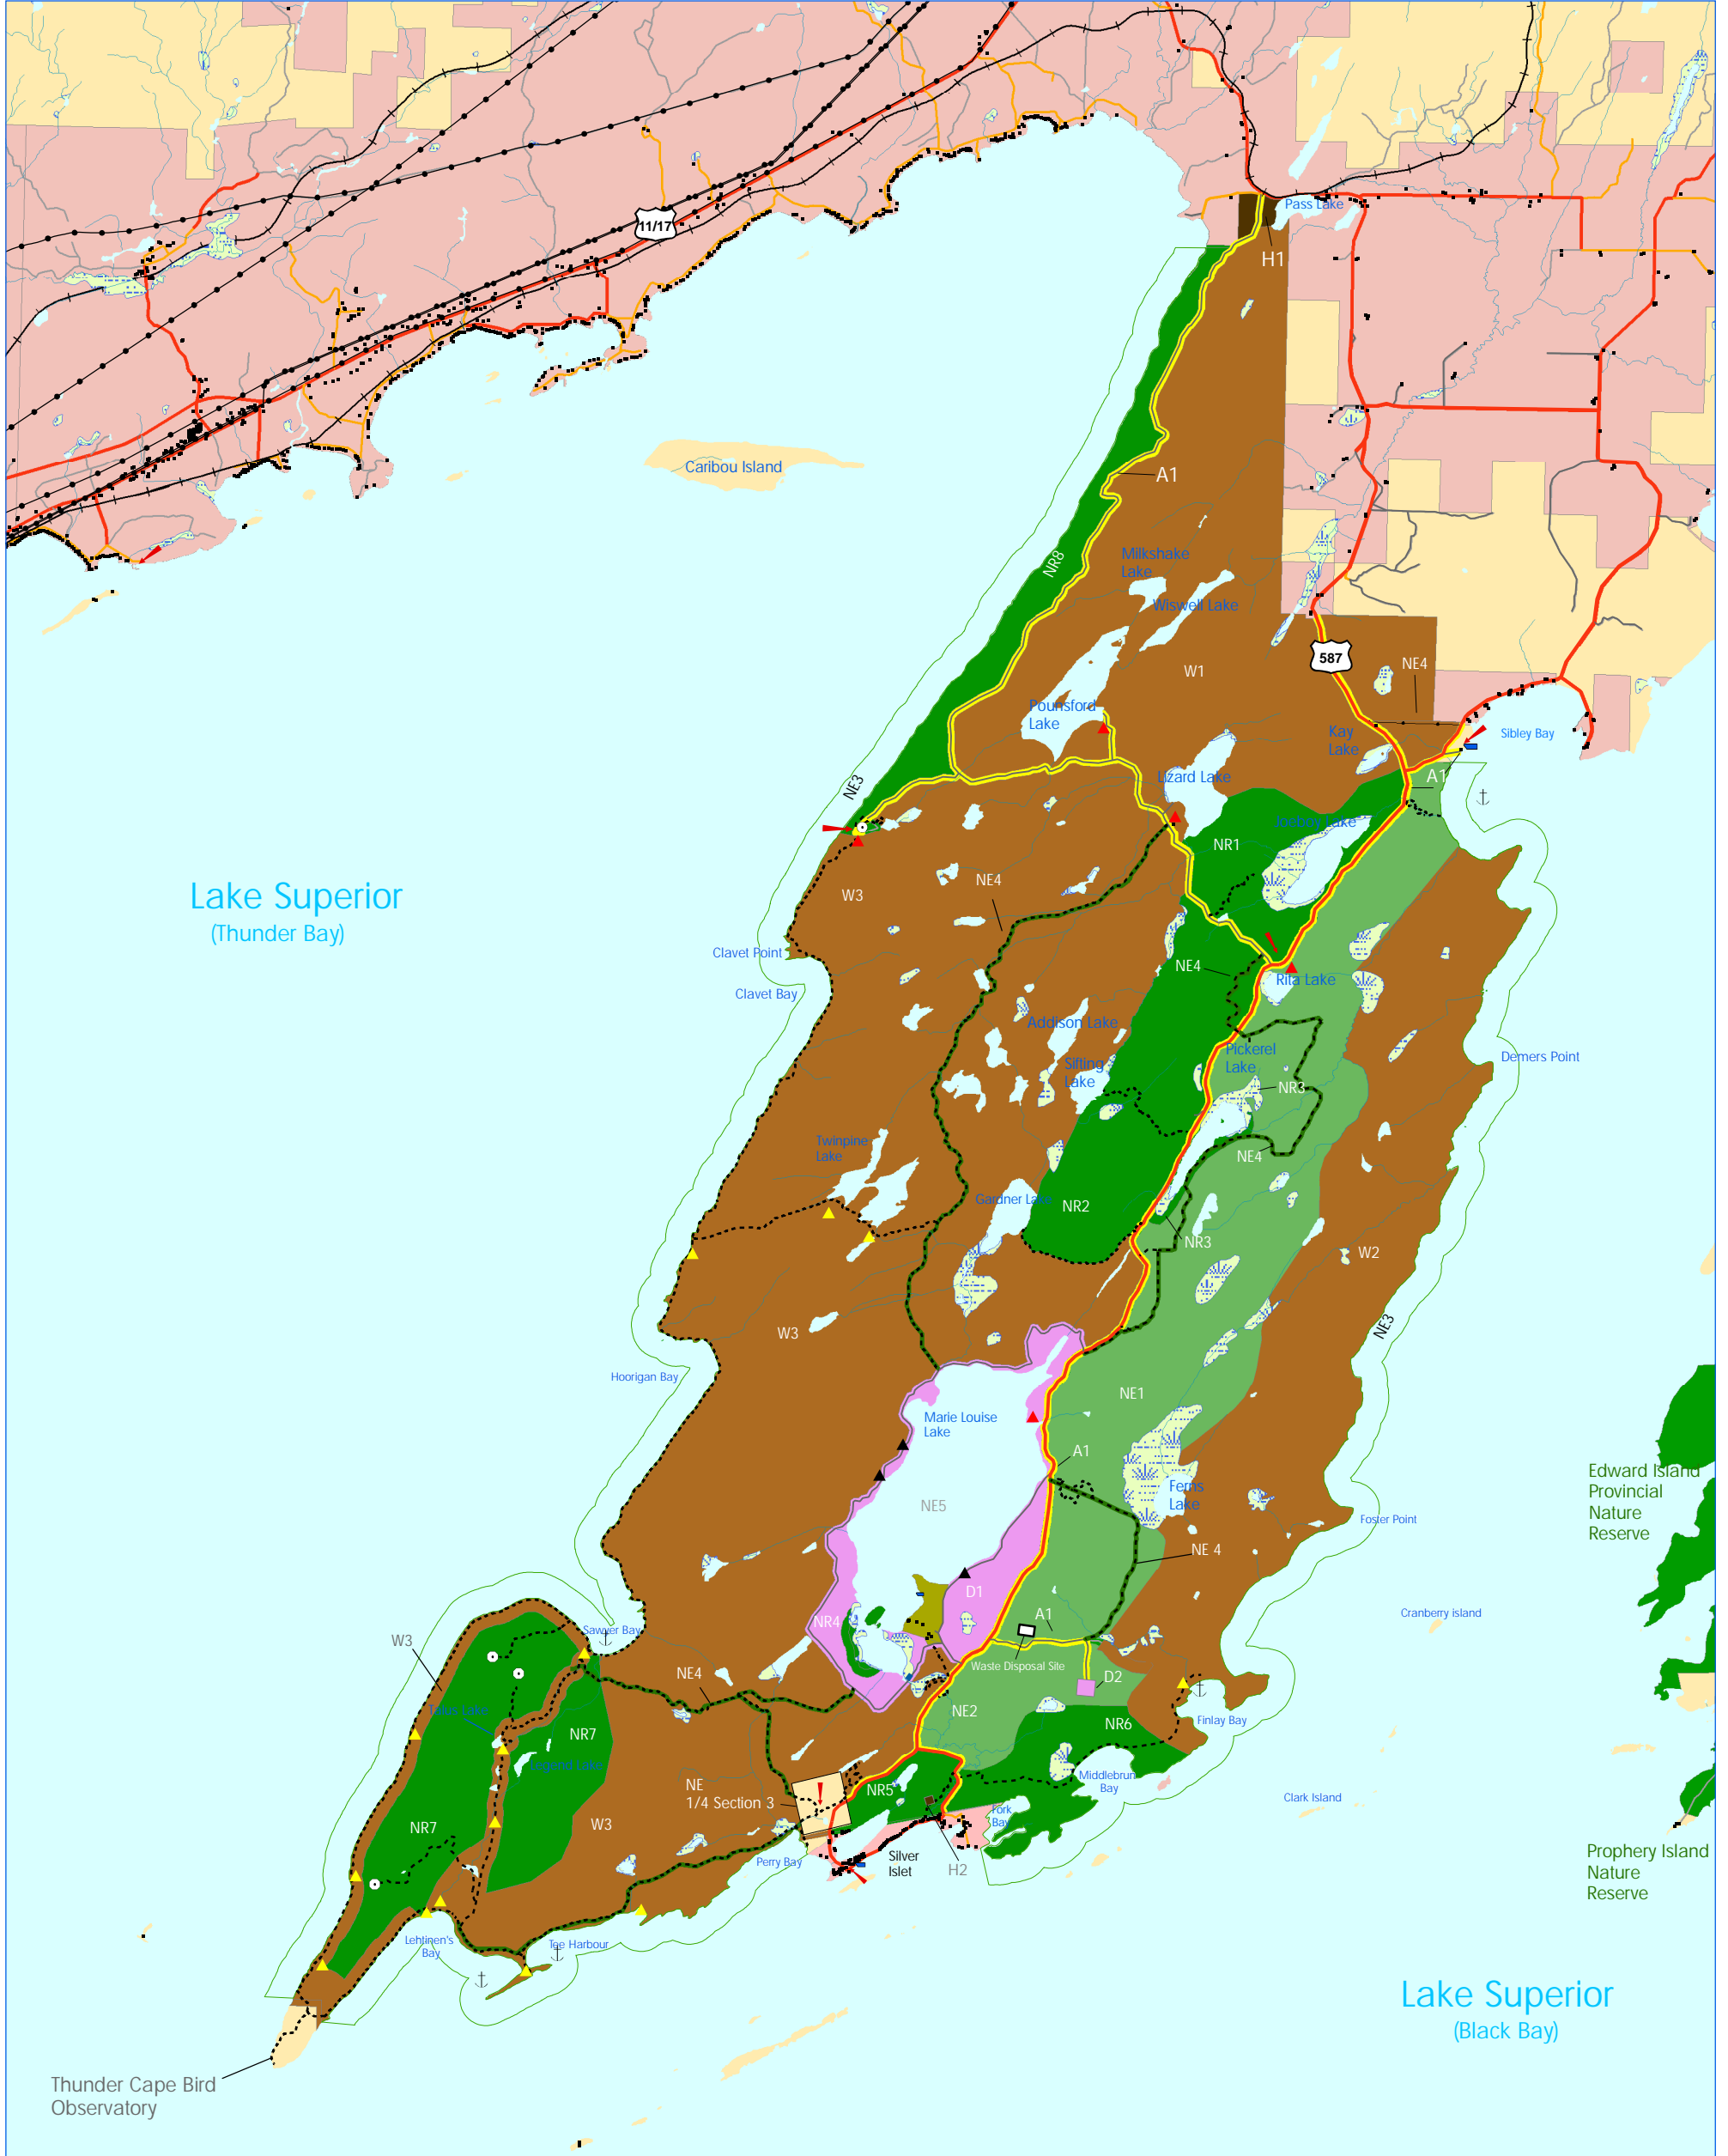 11/17
Pass Lake
H1
Caribou Island
A1
Milkshake
Lake
NR8
Wiswell Lake
587
W1
NE4
Pounsford
Lake
Kay
Lake
Sibley Bay
Lizard Lake
A1
NE3
Joeboy Lake
NR1
NE4
W3
Lake Superior
(Thunder Bay)
Clavet Point
NE4
Rita Lake
Clavet Bay
Addison Lake
Pickerel
Lake
Demers Point
Sifting
Lake
NR3
Twinpine
Lake
NE4
Gardner Lake
NR2
NR3
W2
NE3
W3
Hoorigan Bay
NE1
Marie Louise
Lake
A1
Edward Island
Provincial
Nature
Reserve
Ferns
Lake
NE5
Foster Point
NE 4
D1
A1
Cranberry island
NR4
Sawyer Bay
W3
Waste Disposal Site
NE4
D2
Talus Lake
NE2
NR6
Finlay Bay
NR7
Middlebrun
Bay
NE
1/4 Section 3
NR5
Clark Island
Fork
Bay
W3
NR7
Silver
Islet
Perry Bay
H2
Prophery Island
Nature
Reserve
Lehtinen's
Bay
Tee Harbour
Lake Superior
(Black Bay)
Thunder Cape Bird
Observatory